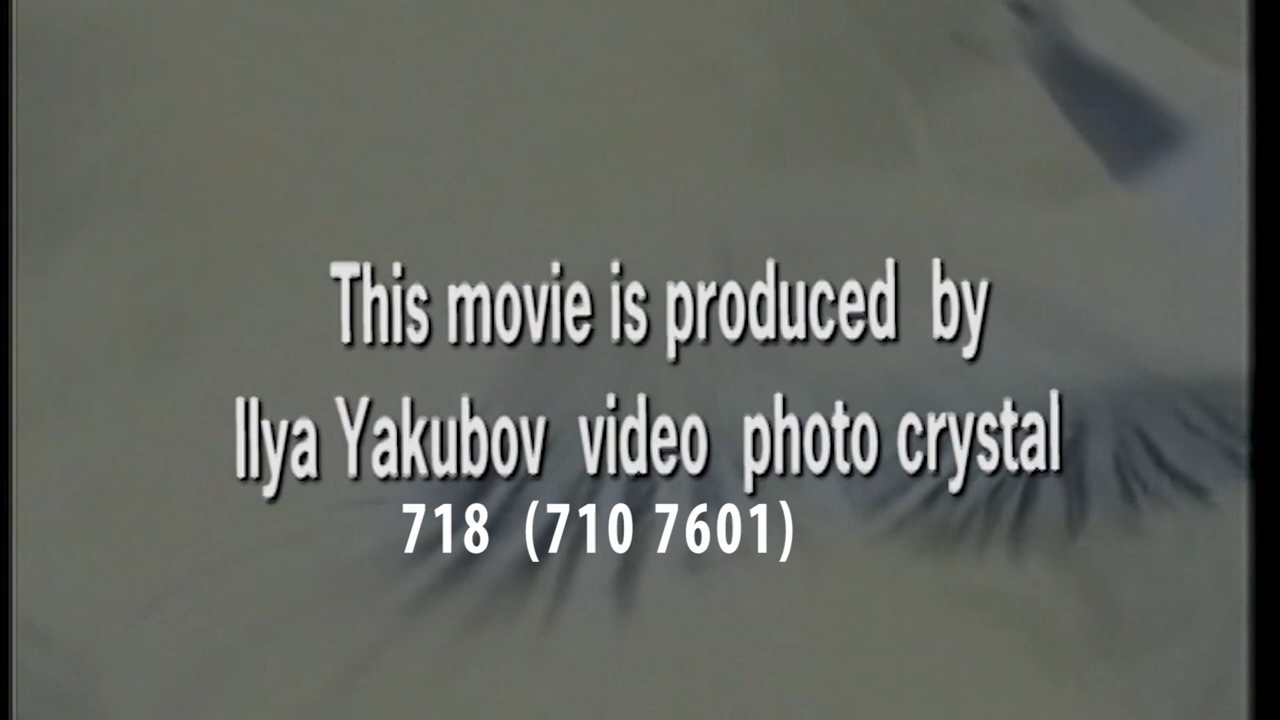 This movie is produced by
Ilya Yakubov video photo crystal
718 (710 7601)